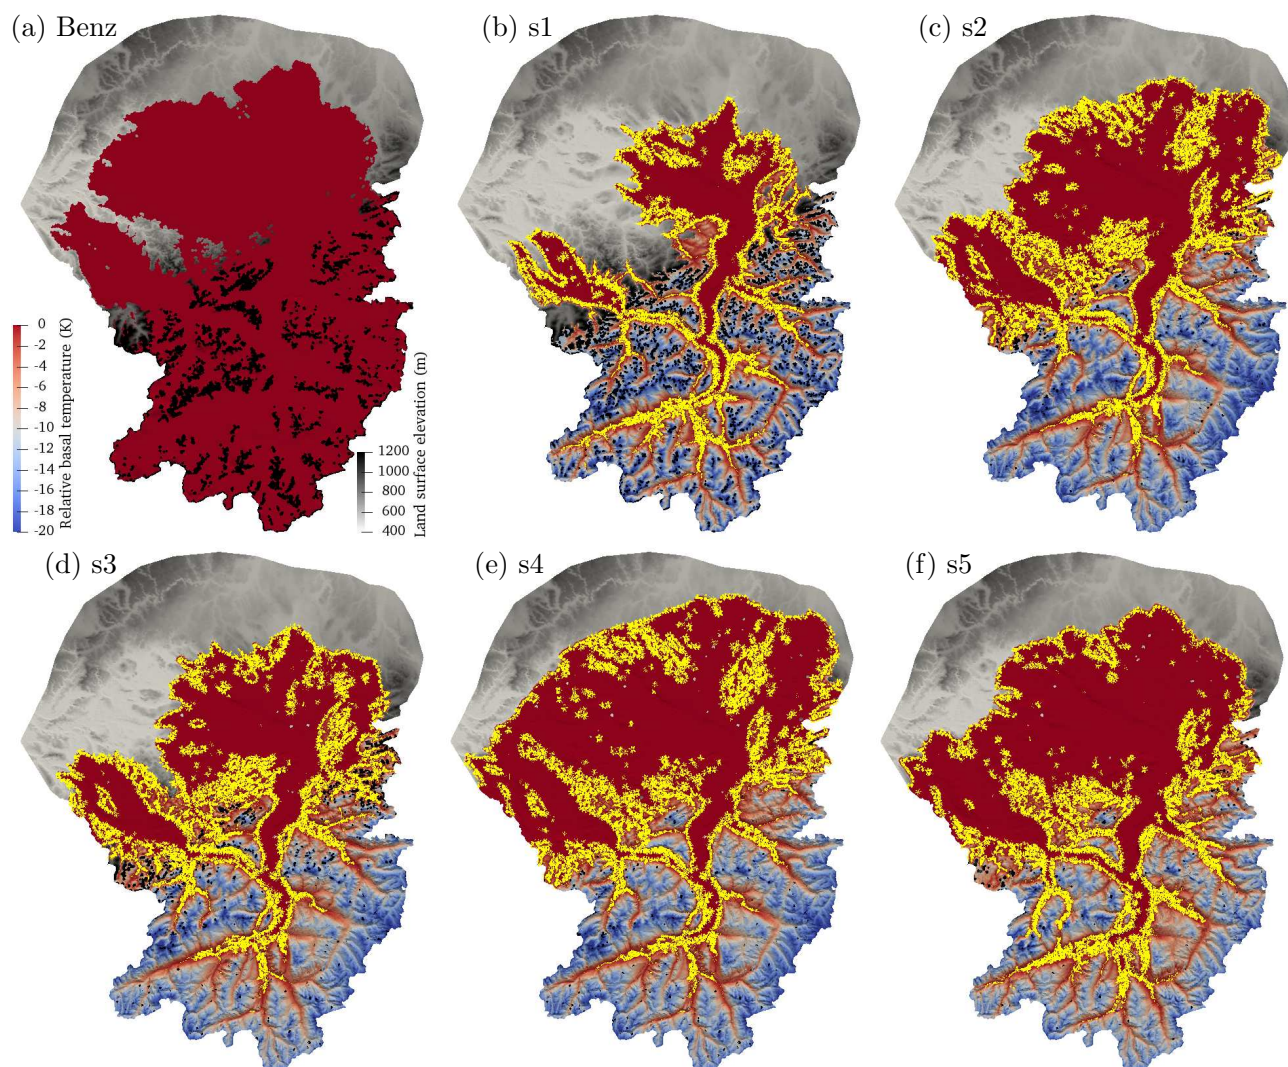 (a) Benz
(b) s1
(c) s2
0
-2
-4
-6
-8
-10
-12
-14
-16
-18
-20
Relative basal temperature (K)
1200
1000
800
600
400
Land surface elevation (m)
(d) s3
(e) s4
(f) s5